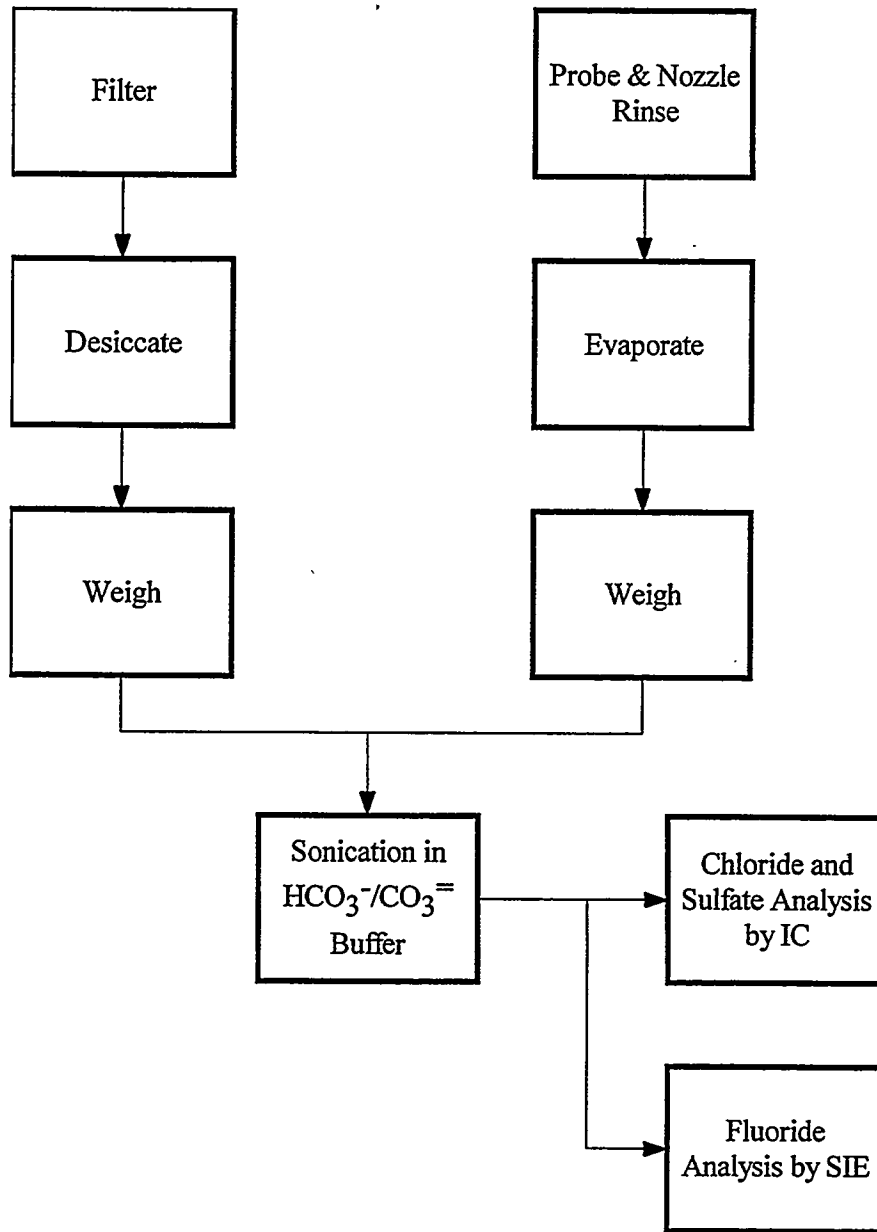 Filter
Probe & Nozzle
Rinse
Desiccate
Evaporate
Weigh
Weigh
Sonication in
HCO₃⁻/CO₃⁼
Buffer
Chloride and
Sulfate Analysis
by IC
Fluoride
Analysis by SIE